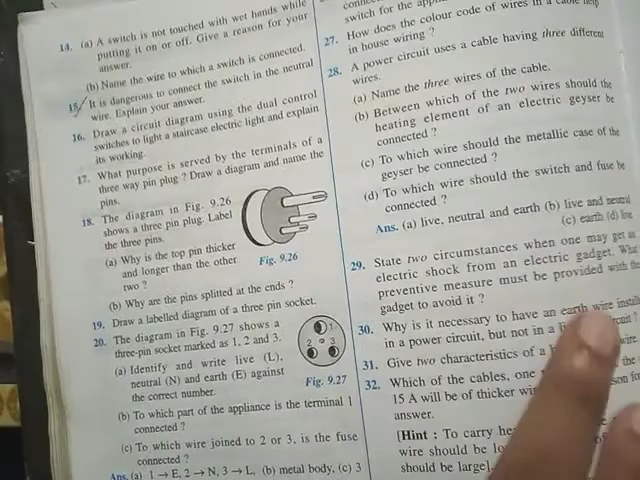 14. (a) A switch is not touched with wet hands while
putting it on or off. Give a reason for your
answer.
(b) Name the wire to which a switch is connected.
15. It is dangerous to connect the switch in the neutral
wire. Explain your answer.
16. Draw a circuit diagram using the dual control
switches to light a staircase electric light and explain
its working.
17. What purpose is served by the terminals of a
three way pin plug ? Draw a diagram and name the
pins.
18. The diagram in Fig. 9.26
shows a three pin plug. Label
the three pins.
(a) Why is the top pin thicker
and longer than the other
two ?
Fig. 9.26
(b) Why are the pins splitted at the ends ?
19. Draw a labelled diagram of a three pin socket.
20. The diagram in Fig. 9.27 shows a
three-pin socket marked as 1, 2 and 3.
(a) Identify and write live (L),
neutral (N) and earth (E) against
the correct number.
1
2 3
Fig. 9.27
(b) To which part of the appliance is the terminal 1
connected ?
(c) To which wire joined to 2 or 3, is the fuse
connected ?
Ans. (a) 1 → E, 2 → N, 3 → L, (b) metal body, (c) 3
switch for the
27. How does the colour code of wires in a cable help
in house wiring ?
28. A power circuit uses a cable having three different
wires.
(a) Name the three wires of the cable.
(b) Between which of the two wires should the
heating element of an electric geyser be
connected ?
(c) To which wire should the metallic case of the
geyser be connected ?
(d) To which wire should the switch and fuse be
connected ?
Ans. (a) live, neutral and earth (b) live and neutral
(c) earth (d) live
29. State two circumstances when one may get an
electric shock from an electric gadget. What
preventive measure must be provided with the
gadget to avoid it ?
30. Why is it necessary to have an earth wire
in a power circuit, but not in a
31. Give two characteristics of a
32. Which of the cables, one
15 A will be of thicker
answer.
[Hint : To carry
wire should be
should be large].